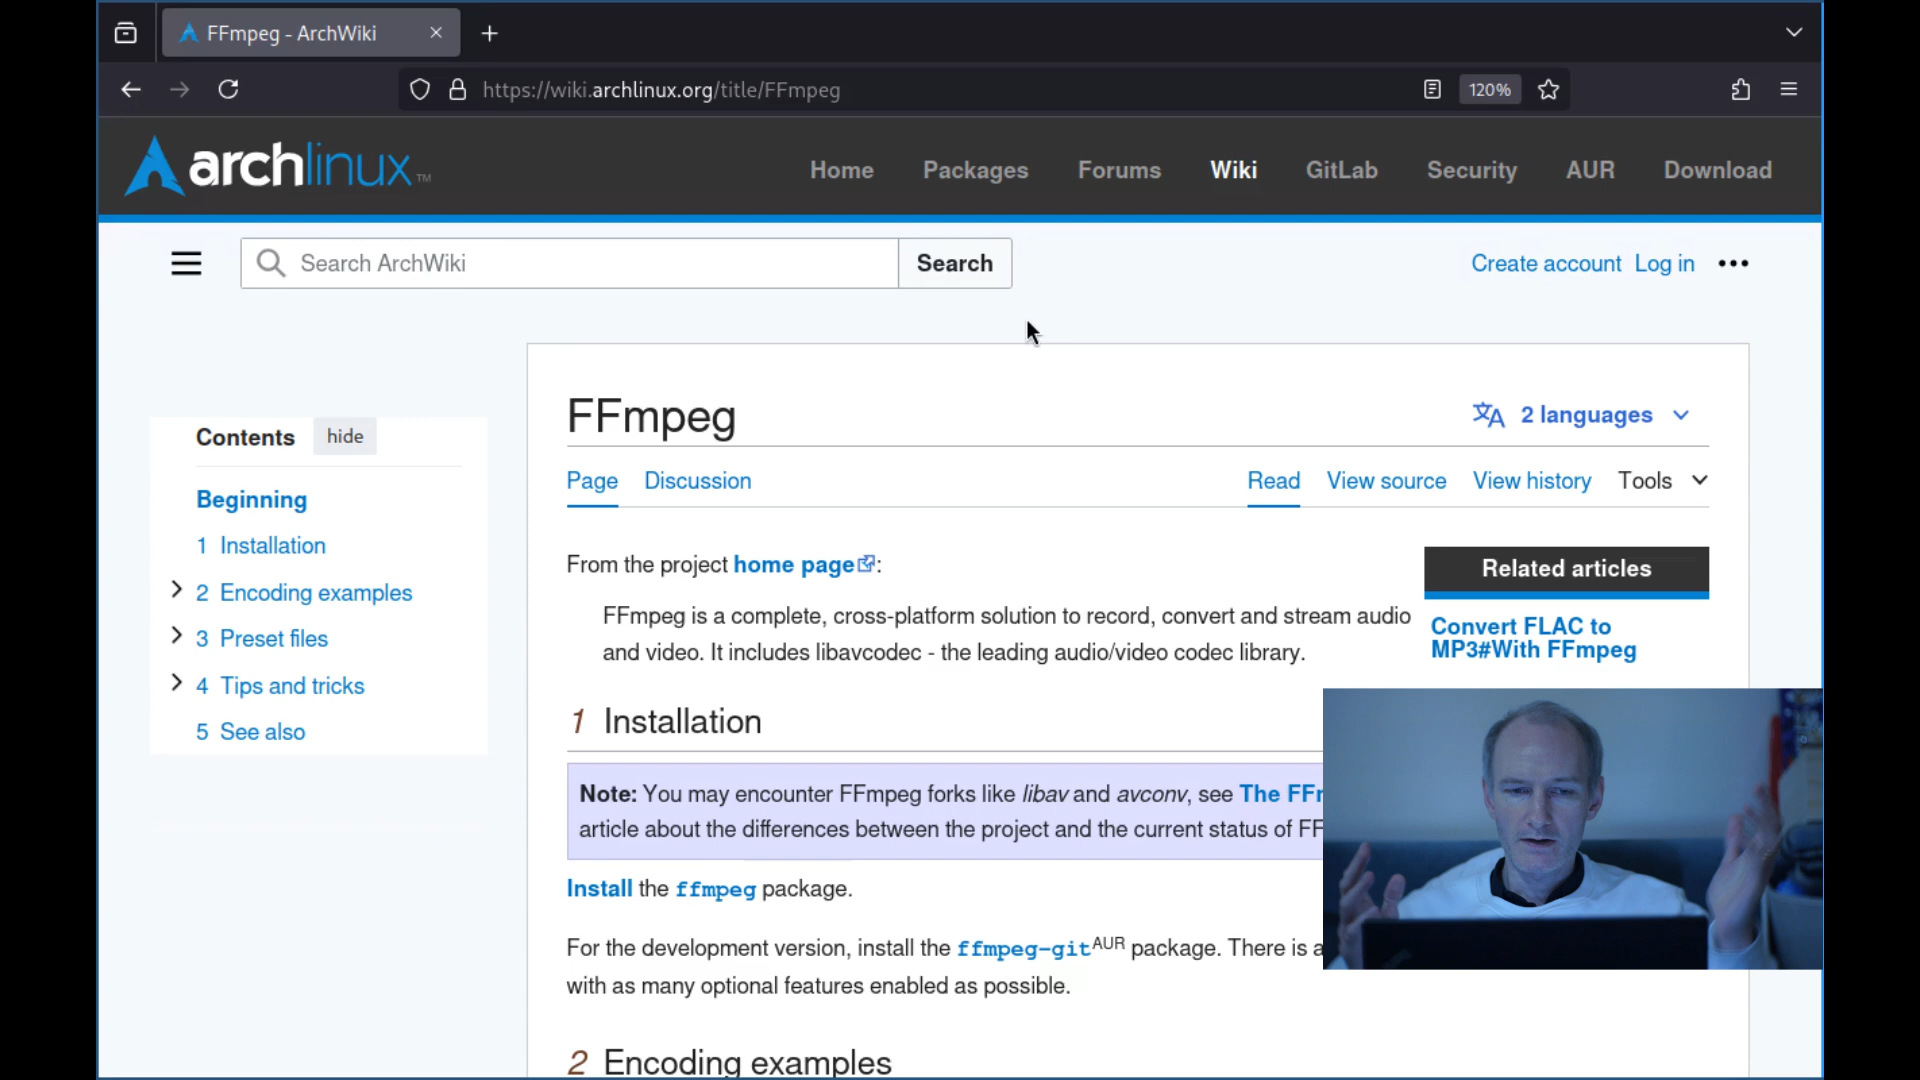 FFmpeg - ArchWiki
https://wiki.archlinux.org/title/FFmpeg
120%
archlinux™
Home Packages Forums Wiki GitLab Security AUR Download
Search ArchWiki
Search
Create account Log in
FFmpeg
2 languages
Page Discussion
Read View source View history Tools
Contents hide
Beginning
1 Installation
2 Encoding examples
3 Preset files
4 Tips and tricks
5 See also
From the project home page:
FFmpeg is a complete, cross-platform solution to record, convert and stream audio
and video. It includes libavcodec - the leading audio/video codec library.
Related articles
Convert FLAC to
MP3#With FFmpeg
1 Installation
Note: You may encounter FFmpeg forks like libav and avconv, see The FFm
article about the differences between the project and the current status of FF
Install the ffmpeg package.
For the development version, install the ffmpeg-git AUR package. There is a
with as many optional features enabled as possible.
2 Encoding examples